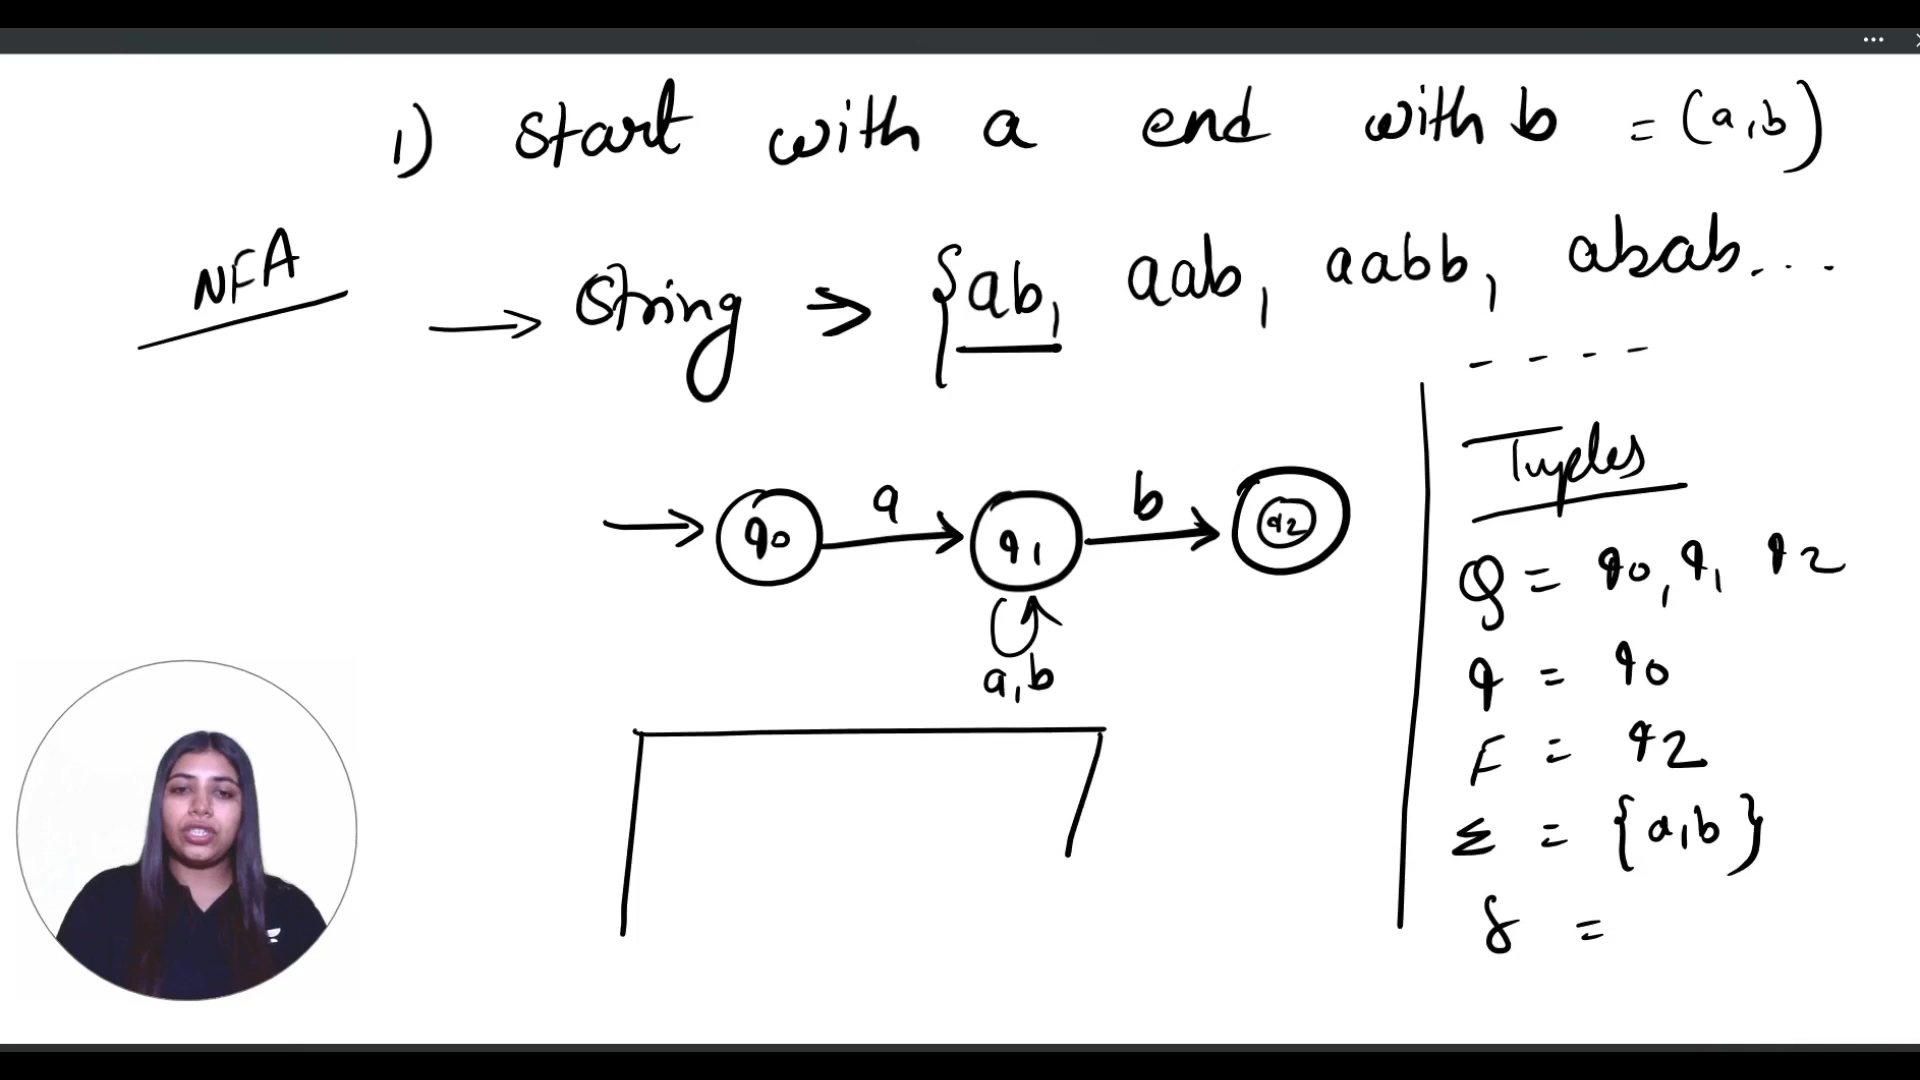 1) start with a end with b = (a,b)
NFA
→ String ⇒ {ab, aab, aabb, abab....
- - - -
→ q0 a q1 b q2
a,b
Tuples
Q = q0, q1 q2
q = q0
F = q2
Σ = {a,b}
δ =